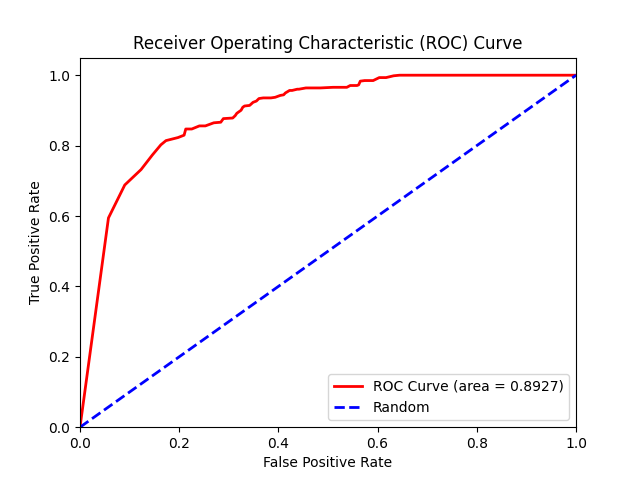 Receiver Operating Characteristic (ROC) Curve
True Positive Rate
1.0
0.8
0.6
0.4
0.2
0.0
ROC Curve (area = 0.8927)
Random
0.0 0.2 0.4 0.6 0.8 1.0
False Positive Rate